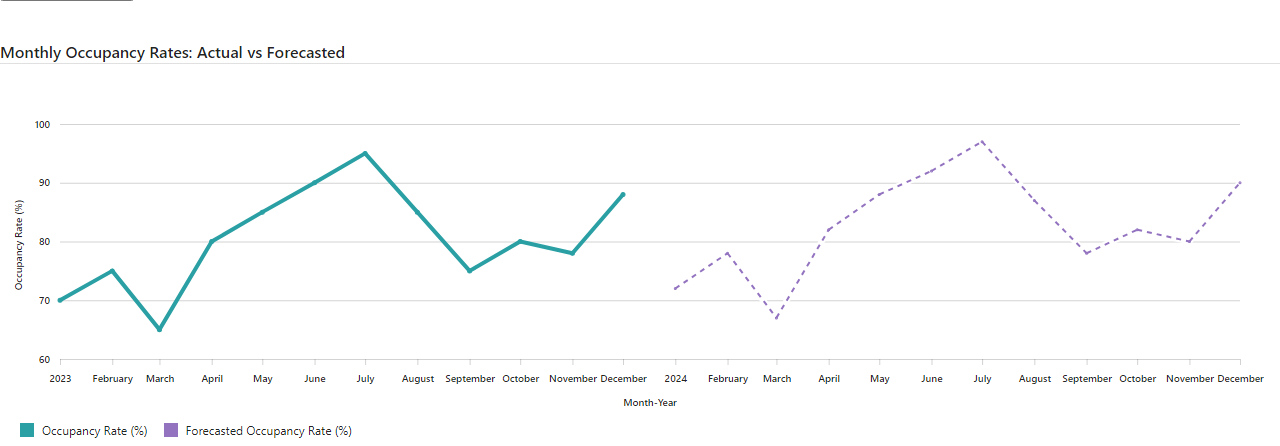 Monthly Occupancy Rates: Actual vs Forecasted
100
90
80
70
60
Occupancy Rate (%)
2023 February March April May June July August September October November December 2024 February March April May June July August September October November December
Month-Year
Occupancy Rate (%) Forecasted Occupancy Rate (%)